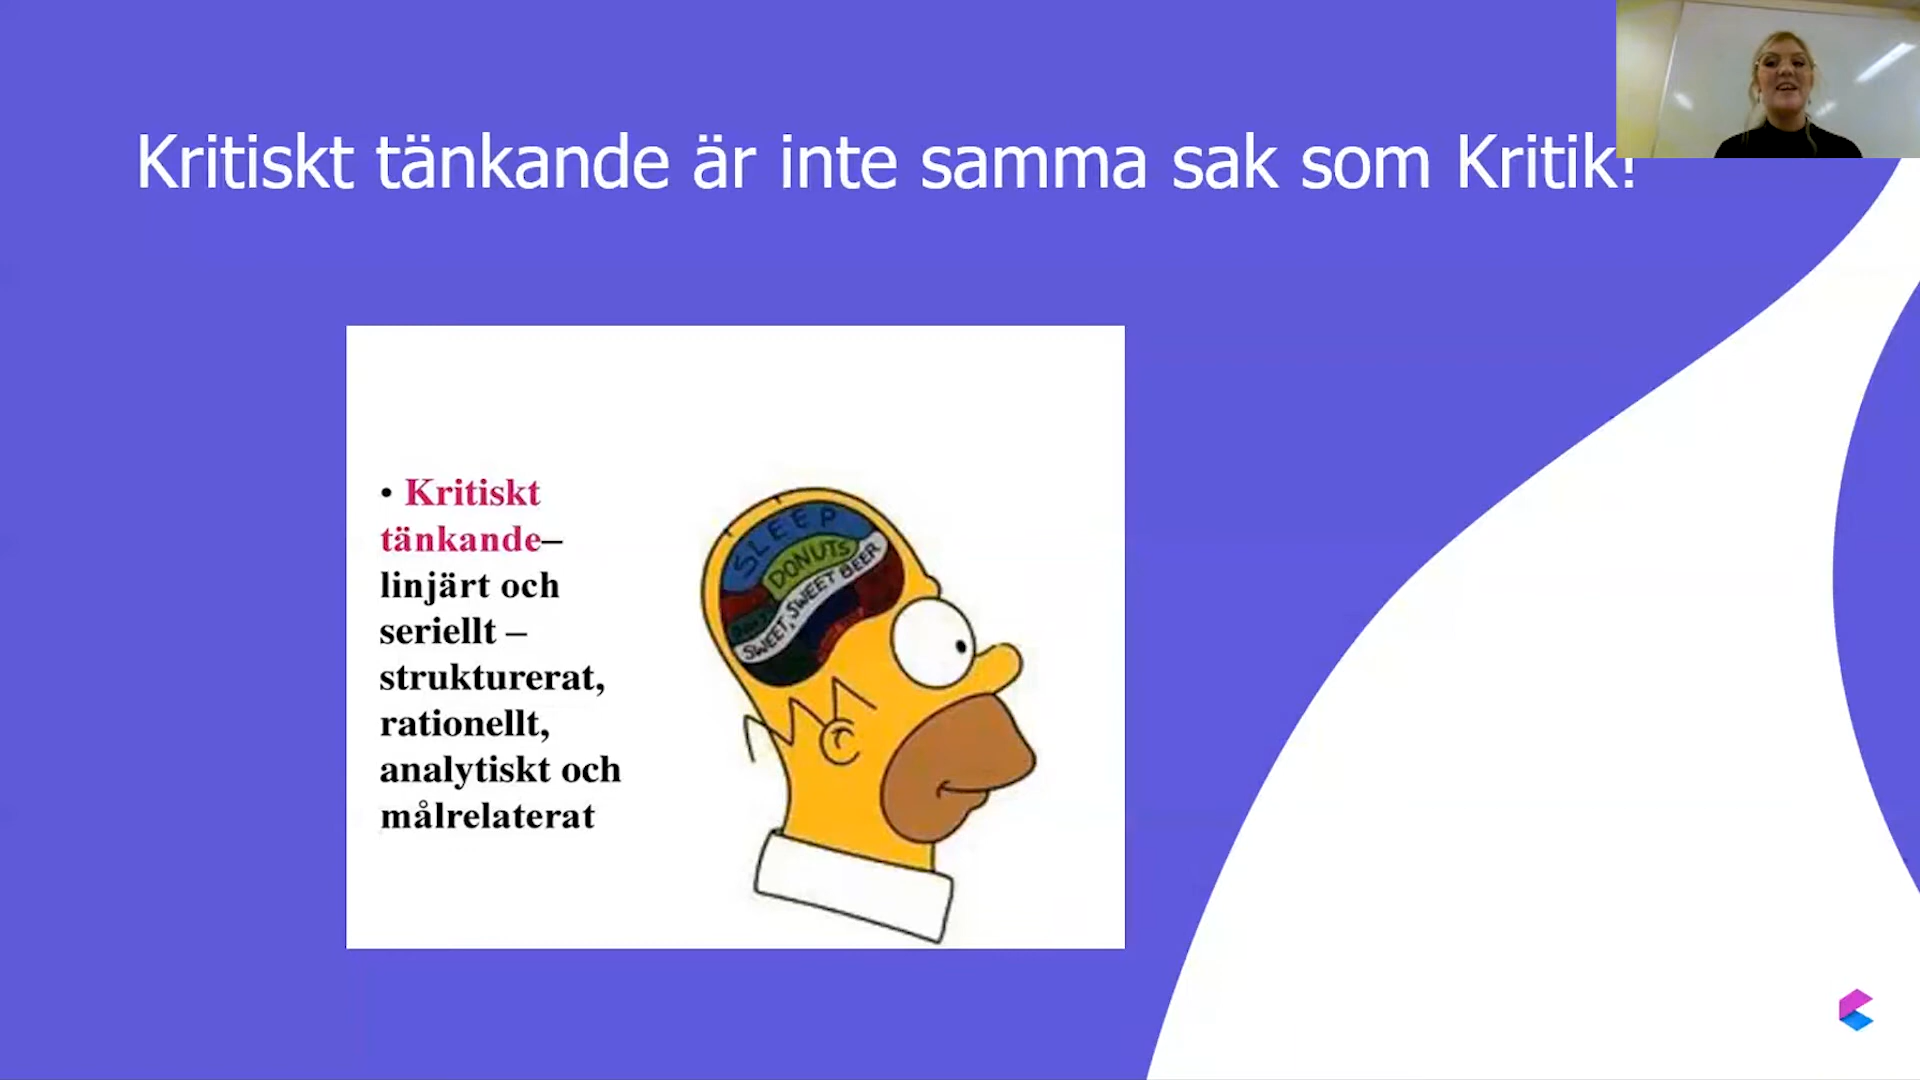 Kritiskt tänkande är inte samma sak som Kritik!
• Kritiskt
tänkande–
linjärt och
seriellt –
strukturerat,
rationellt,
analytiskt och
målrelaterat
SLEEP
DONUTS
SWEET, SWEET BEER